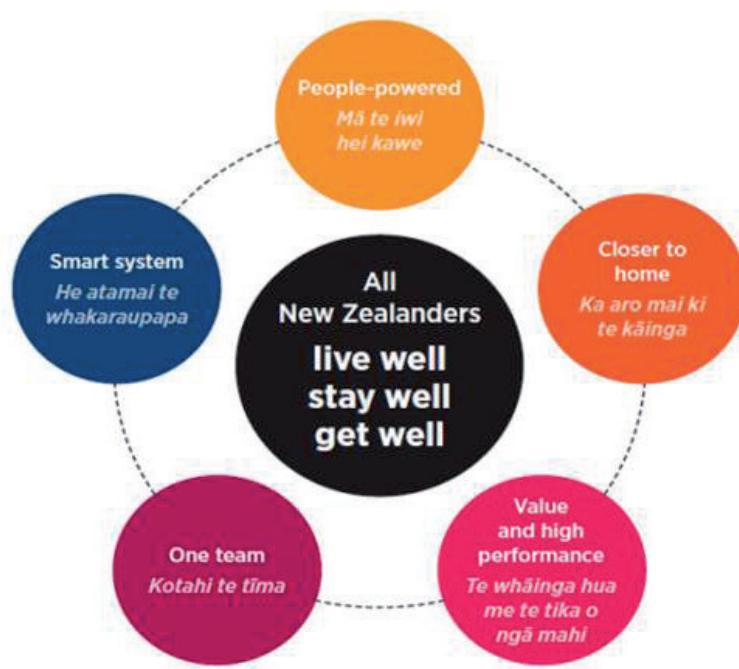 People-powered
Mā te iwi
hei kawe
Smart system
He atamai te
whakaraupapa
Closer to
home
Ka aro mai ki
te kāinga
All
New Zealanders
live well
stay well
get well
One team
Kotahi te tīma
Value
and high
performance
Te whāinga hua
me te tika o
ngā mahi